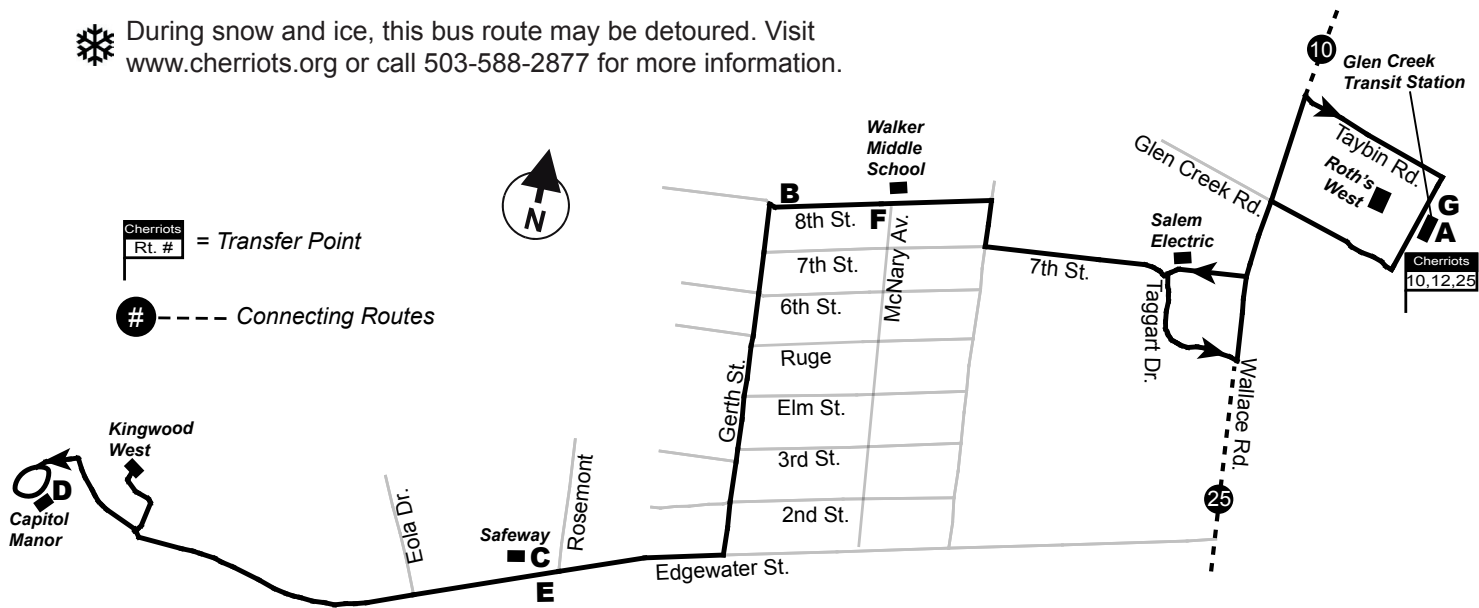 During snow and ice, this bus route may be detoured. Visit
www.cherriots.org or call 503-588-2877 for more information.
10
Glen Creek
Transit Station
Walker
Middle
School
Glen Creek Rd.
Taybin Rd.
Roth's
West
B
8th St.
F
McNary Av.
Salem
Electric
G
A
Cherriots
10,12,25
Cherriots
Rt. #
= Transfer Point
N
7th St.
7th St.
Taggart Dr.
6th St.
#
Connecting Routes
Ruge
Gerth St.
Elm St.
Wallace Rd.
Kingwood
West
3rd St.
D
Capitol
Manor
25
2nd St.
Eola Dr.
Safeway
C
Rosemont
E
Edgewater St.